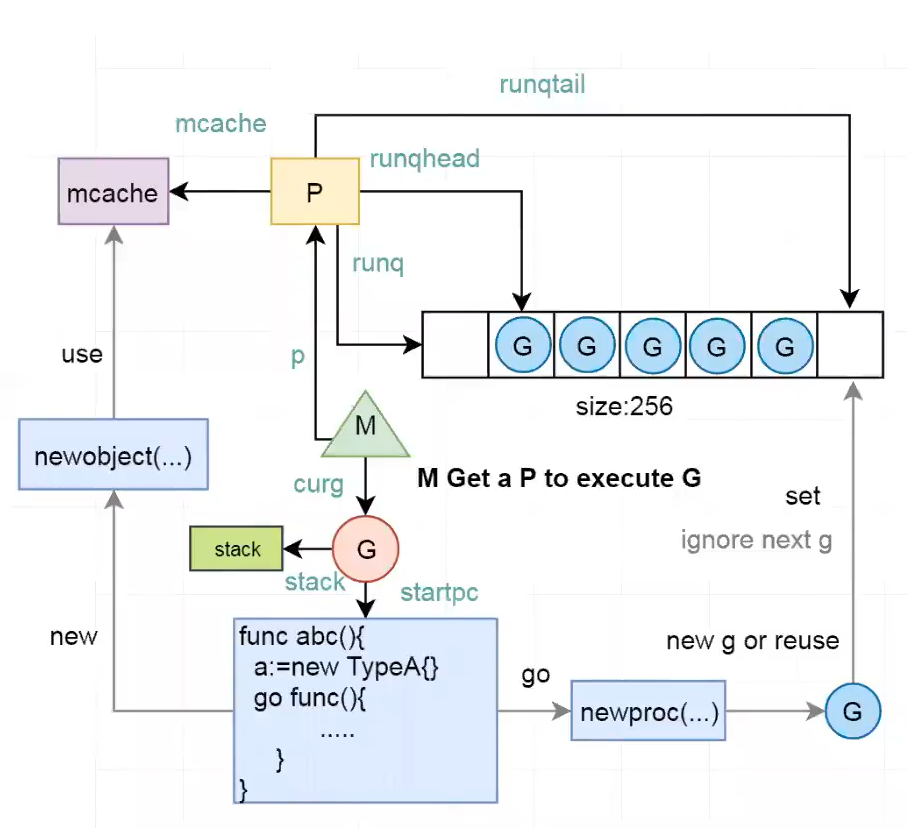 runqtail
mcache
runqhead
mcache
P
runq
use
p
G
G
G
G
G
size:256
M
newobject(...)
M Get a P to execute G
curg
set
ignore next g
stack
G
stack
startpc
new
func abc(){
a:=new TypeA{}
go func(){
.....
}
}
go
new g or reuse
newproc(...)
G